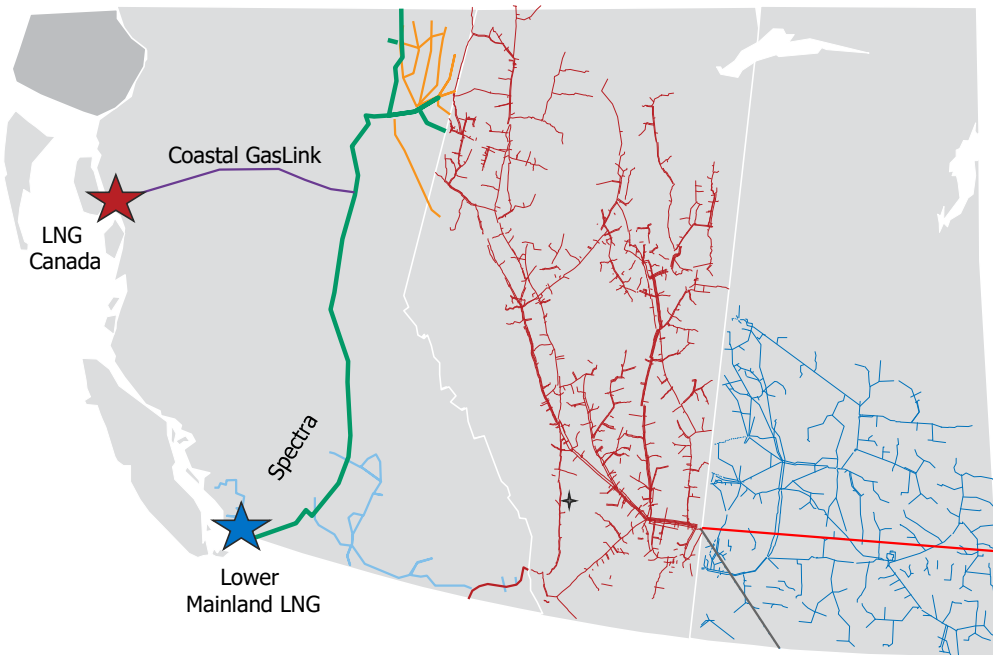 Coastal GasLink
LNG
Canada
Spectra
Lower
Mainland LNG